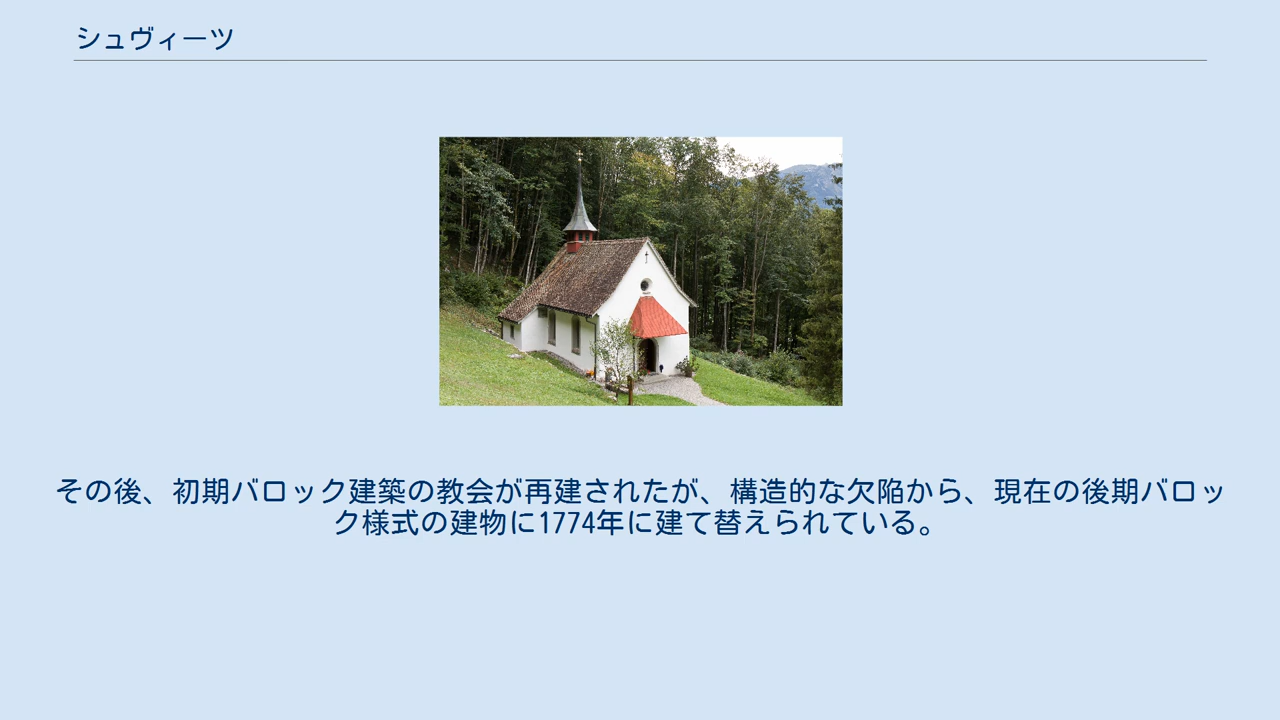 シュヴィーツ
その後、初期バロック建築の教会が再建されたが、構造的な欠陥から、現在の後期バロッ
ク様式の建物に1774年に建て替えられている。